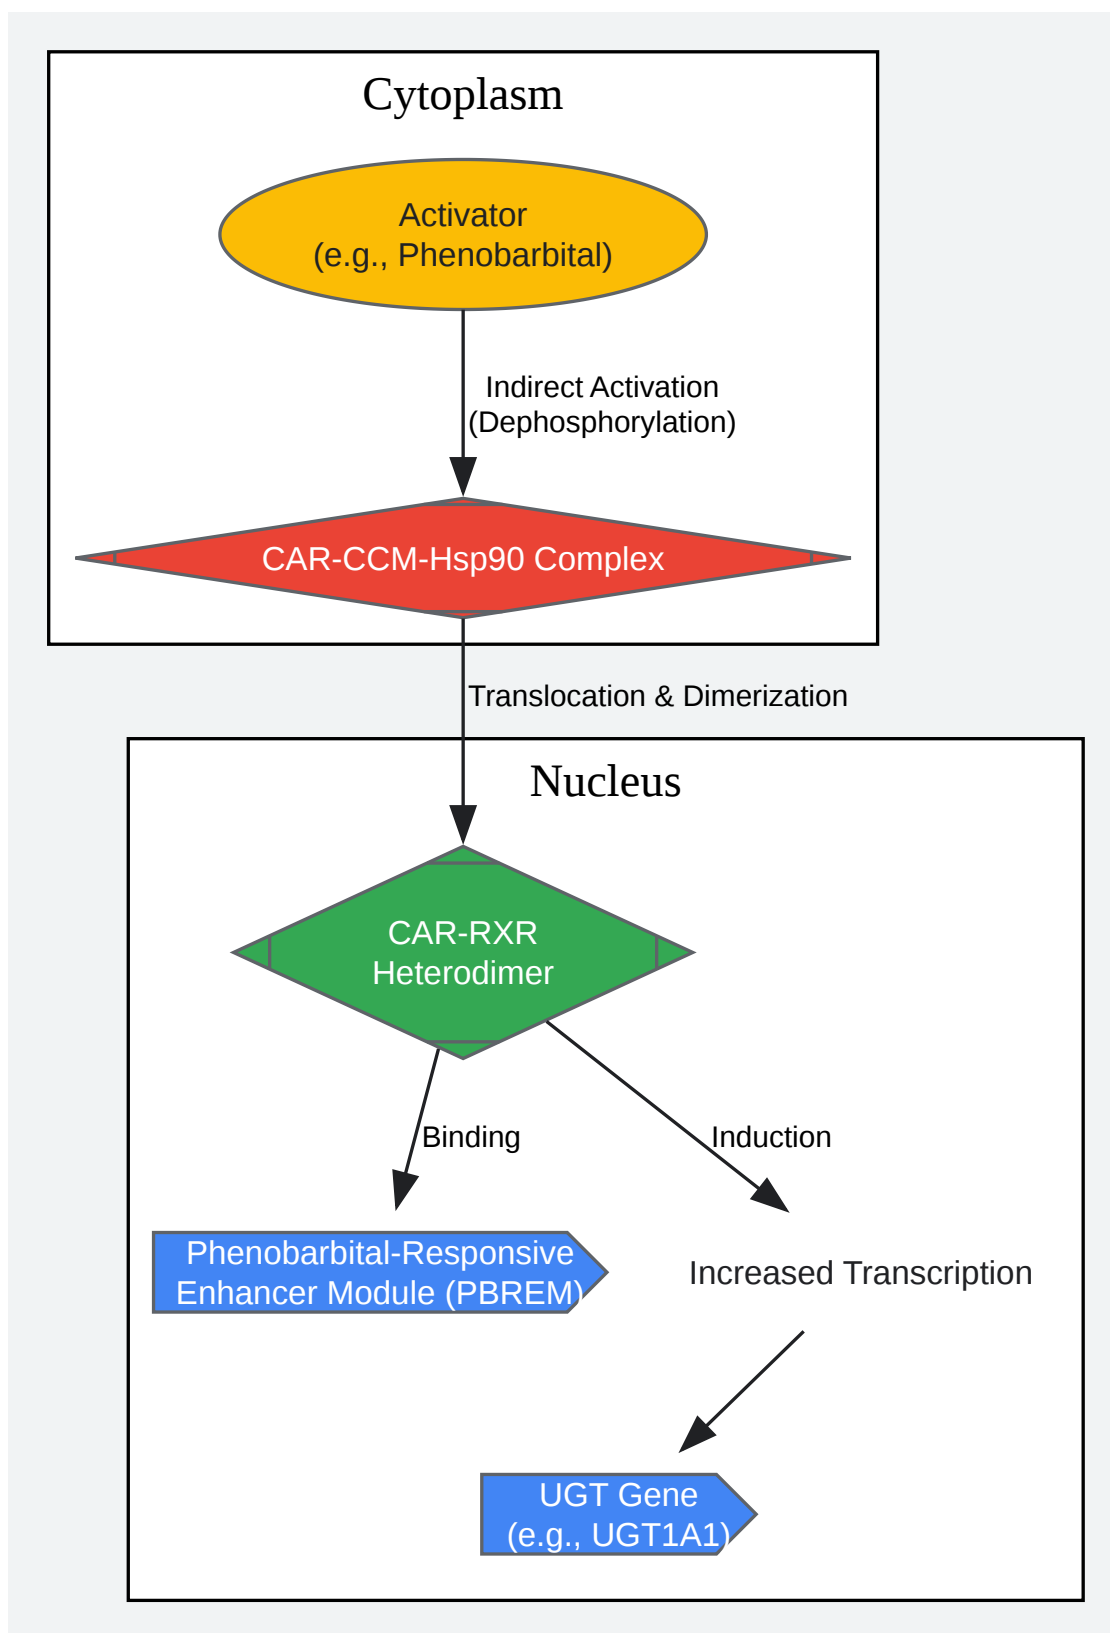 Cytoplasm
Activator
(e.g., Phenobarbital)
Indirect Activation
(Dephosphorylation)
CAR-CCM-Hsp90 Complex
Translocation & Dimerization
Nucleus
CAR-RXR
Heterodimer
Binding
Induction
Phenobarbital-Responsive
Enhancer Module (PBREM)
Increased Transcription
UGT Gene
(e.g., UGT1A1)